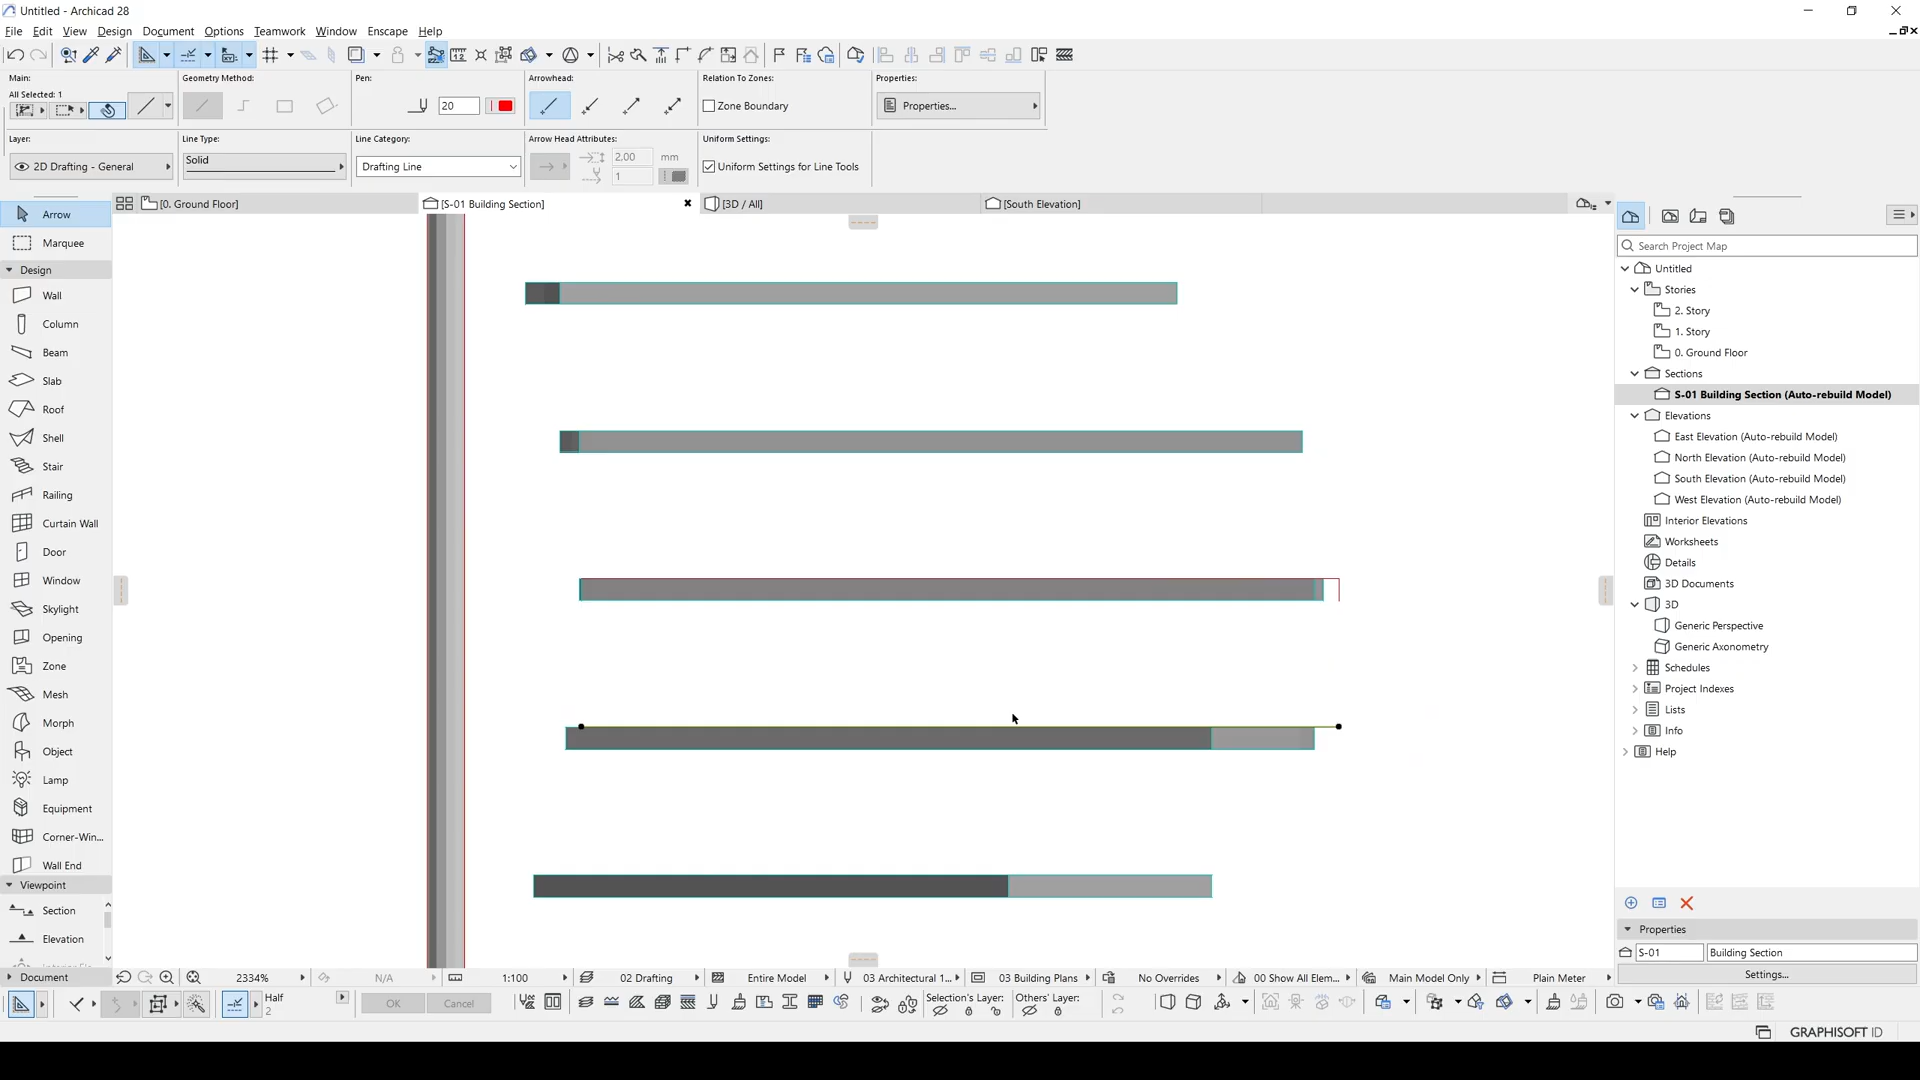 Untitled - Archicad 28
File Edit View Design Document Options Teamwork Window Enscape Help
Main: Geometry Method: Pen: Arrowhead: Relation To Zones: Properties:
All Selected: 1
20 Zone Boundary Properties...
Layer: Line Type: Line Category: Arrow Head Attributes: Uniform Settings:
2D Drafting - General Solid Drafting Line 2,00 mm Uniform Settings for Line Tools
1
[0. Ground Floor] [S-01 Building Section] [3D / All] [South Elevation]
Arrow
Marquee
Design
Wall
Column
Beam
Slab
Roof
Shell
Stair
Railing
Curtain Wall
Door
Window
Skylight
Opening
Zone
Mesh
Morph
Object
Lamp
Equipment
Corner-Win...
Wall End
Viewpoint
Section
Elevation
Document
Search Project Map
Untitled
Stories
2. Story
1. Story
0. Ground Floor
Sections
S-01 Building Section (Auto-rebuild Model)
Elevations
East Elevation (Auto-rebuild Model)
North Elevation (Auto-rebuild Model)
South Elevation (Auto-rebuild Model)
West Elevation (Auto-rebuild Model)
Interior Elevations
Worksheets
Details
3D Documents
3D
Generic Perspective
Generic Axonometry
Schedules
Project Indexes
Lists
Info
Help
Properties
S-01 Building Section
Settings...
2334% N/A 1:100 02 Drafting Entire Model 03 Architectural 1... 03 Building Plans No Overrides 00 Show All Elem... Main Model Only Plain Meter
Half
2
OK Cancel
Selection's Layer: Others' Layer:
GRAPHISOFT ID